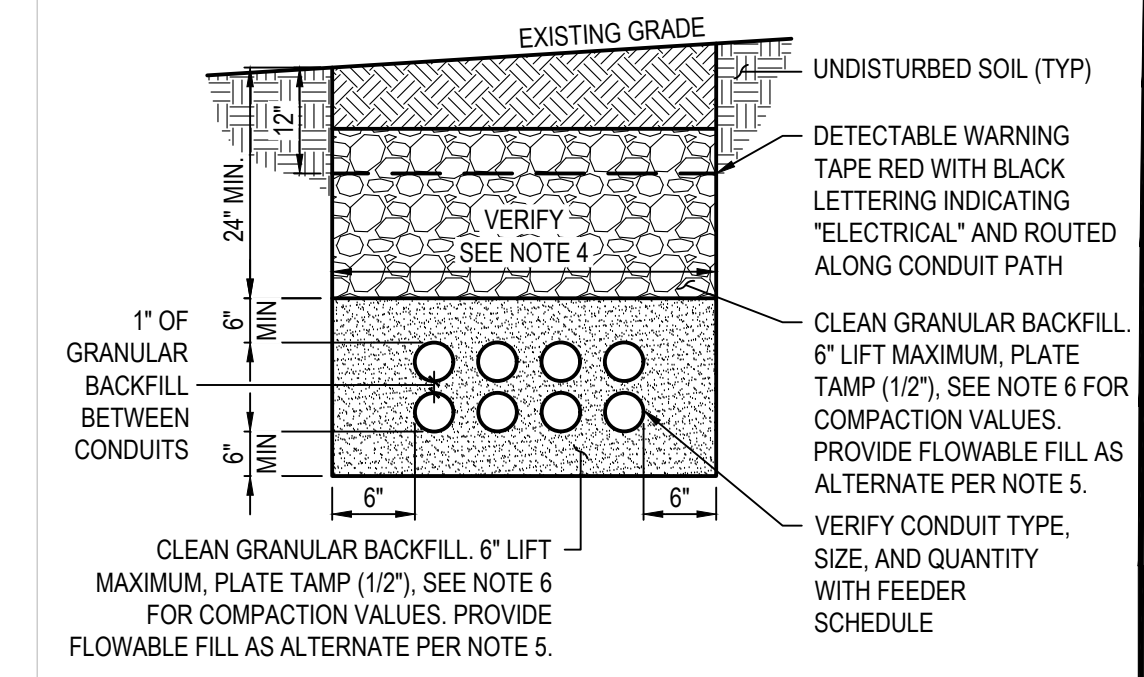 EXISTING GRADE
UNDISTURBED SOIL (TYP)
12"
24" MIN.
DETECTABLE WARNING
TAPE RED WITH BLACK
LETTERING INDICATING
"ELECTRICAL" AND ROUTED
ALONG CONDUIT PATH
VERIFY
SEE NOTE 4
1" OF
GRANULAR
BACKFILL
BETWEEN
CONDUITS
6"
MIN
6"
MIN
CLEAN GRANULAR BACKFILL.
6" LIFT MAXIMUM, PLATE
TAMP (1/2"), SEE NOTE 6 FOR
COMPACTION VALUES.
PROVIDE FLOWABLE FILL AS
ALTERNATE PER NOTE 5.
6"
6"
VERIFY CONDUIT TYPE,
SIZE, AND QUANTITY
WITH FEEDER
SCHEDULE
CLEAN GRANULAR BACKFILL. 6" LIFT
MAXIMUM, PLATE TAMP (1/2"), SEE NOTE 6
FOR COMPACTION VALUES. PROVIDE
FLOWABLE FILL AS ALTERNATE PER NOTE 5.